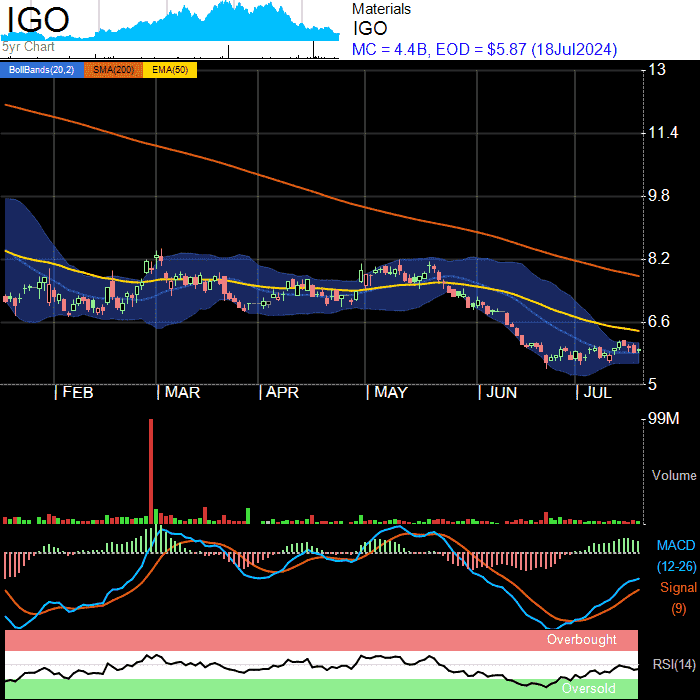 IGO
5yr Chart
Materials
IGO
MC = 4.4B, EOD = $5.87 (18Jul2024)
BollBands(20,2) SMA(200) EMA(50)
13
11.4
9.8
8.2
6.6
5
| FEB | MAR | APR | MAY | JUN | JUL
99M
Volume
MACD
(12-26)
Signal
(9)
Overbought
RSI(14)
Oversold